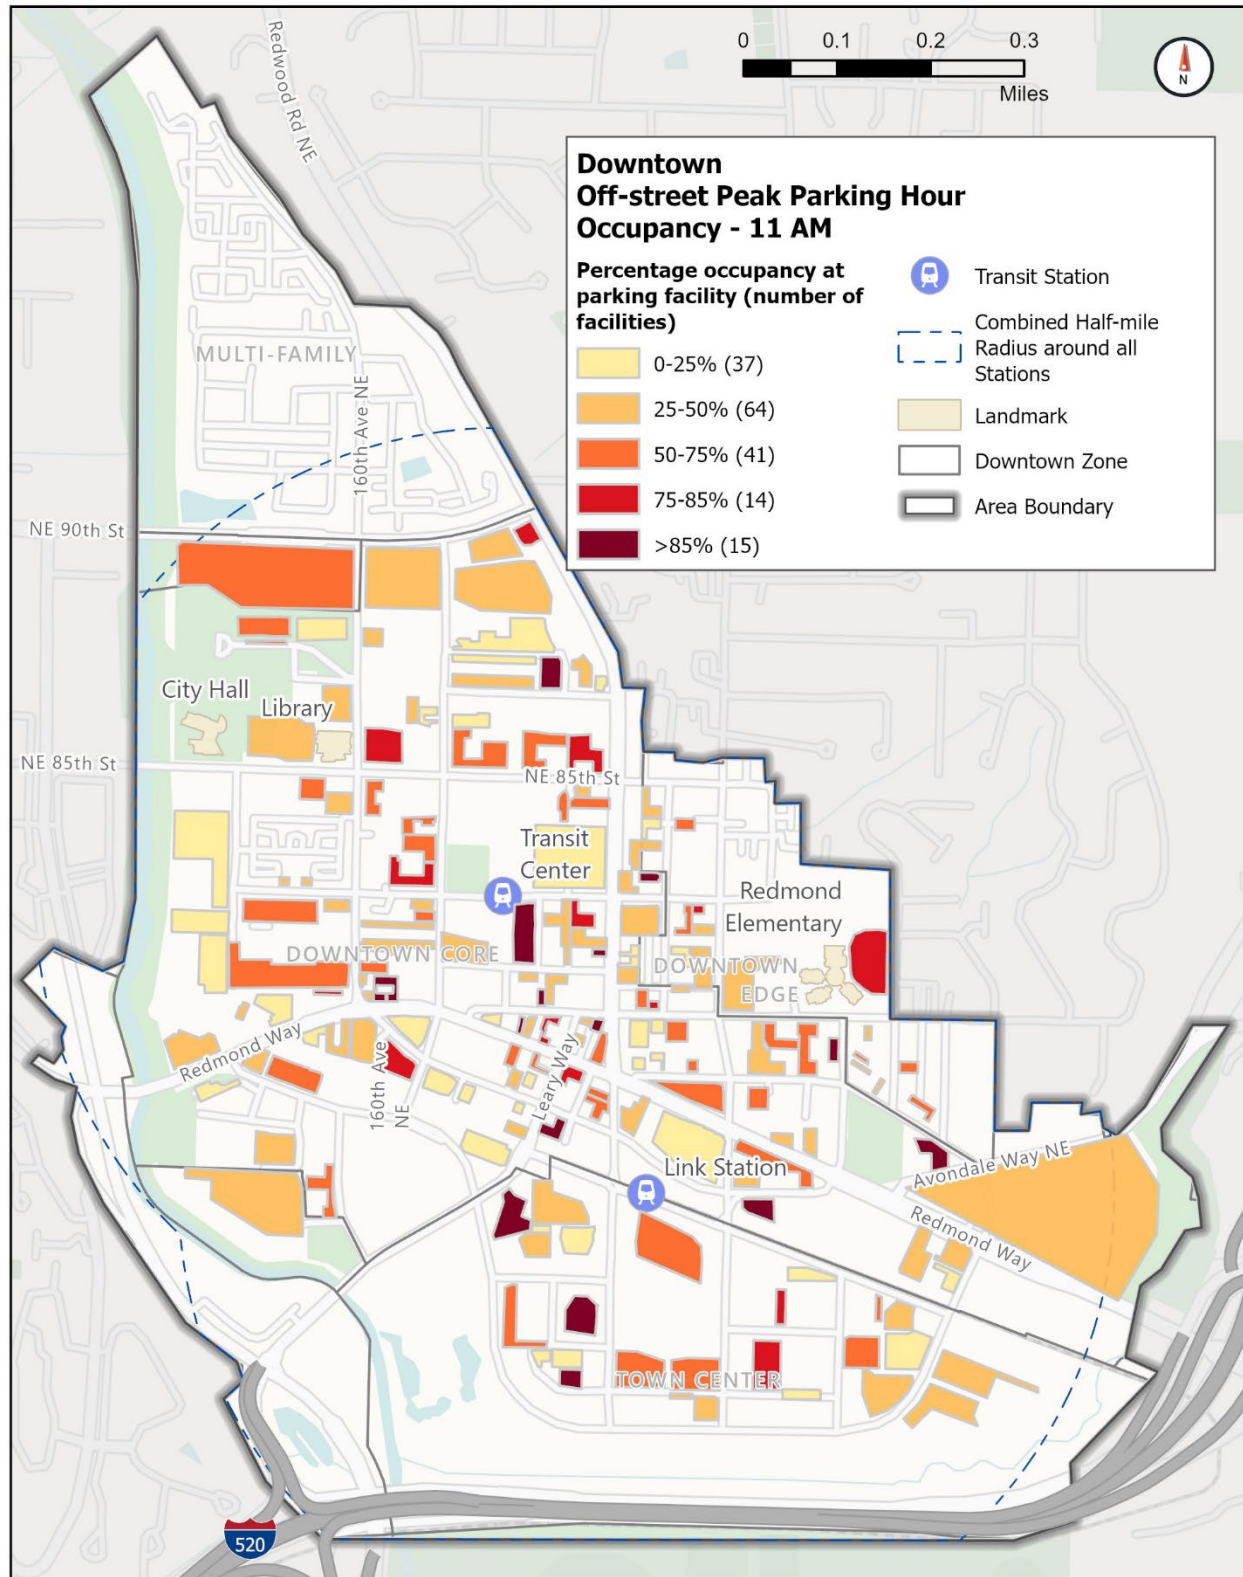 0 0.1 0.2 0.3
Miles
N
Downtown
Off-street Peak Parking Hour
Occupancy - 11 AM
Percentage occupancy at
parking facility (number of
facilities)
0-25% (37)
25-50% (64)
50-75% (41)
75-85% (14)
>85% (15)
Transit Station
Combined Half-mile
Radius around all
Stations
Landmark
Downtown Zone
Area Boundary
Redwood Rd NE
MULTI-FAMILY
160th Ave NE
NE 90th St
City Hall
Library
NE 85th St
NE 85th St
Transit
Center
Redmond
Elementary
DOWNTOWN CORE
DOWNTOWN
EDGE
Redmond Way
160th Ave
NE
Leary Way
Link Station
Avondale Way NE
Redmond Way
TOWN CENTER
520